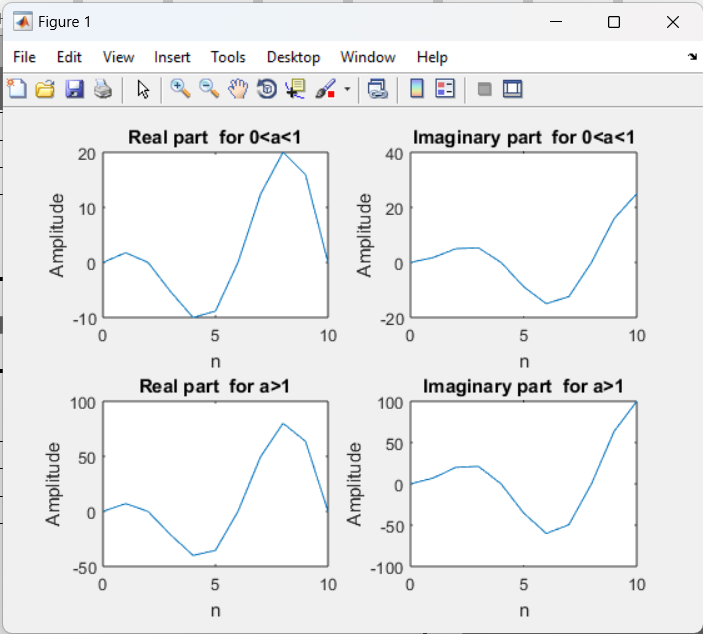 Figure 1
File Edit View Insert Tools Desktop Window Help
Real part for 0<a<1
20
10
0
-10
Amplitude
0 5 10
n
Imaginary part for 0<a<1
40
20
0
-20
Amplitude
0 5 10
n
Real part for a>1
100
50
0
-50
Amplitude
0 5 10
n
Imaginary part for a>1
100
50
0
-50
-100
Amplitude
0 5 10
n